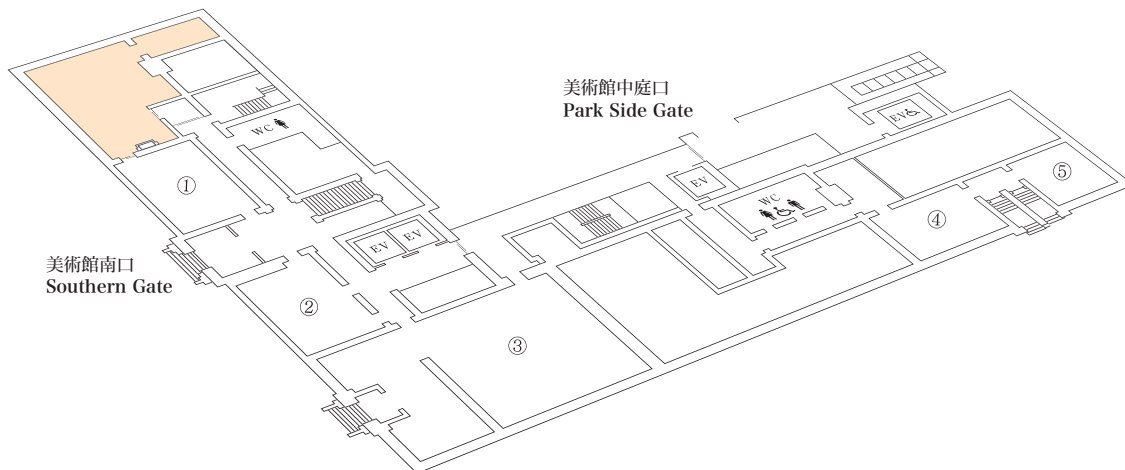 美術館中庭口
Park Side Gate
EV
WC
①
EV
WC
⑤
④
EV
EV
美術館南口
Southern Gate
②
③